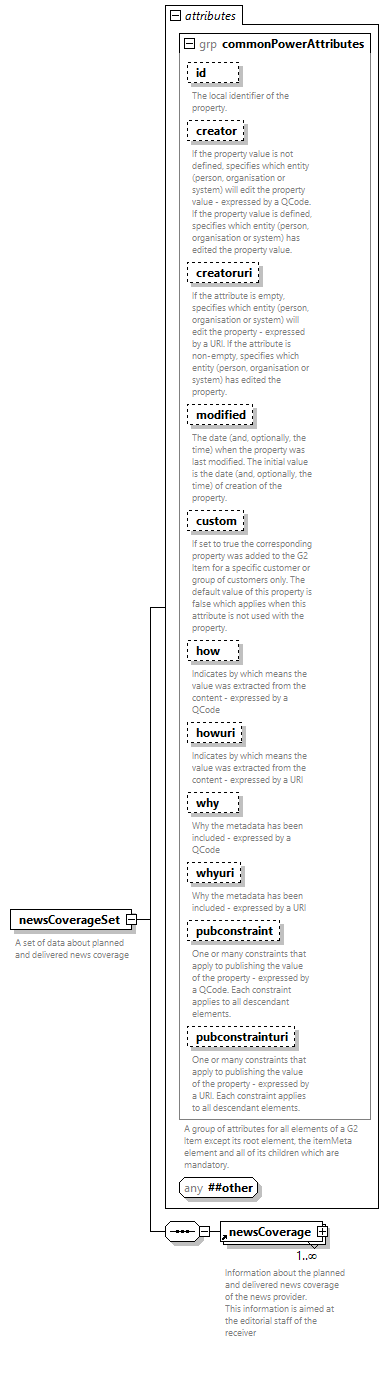 attributes
grp commonPowerAttributes
id
The local identifier of the
property.
creator
If the property value is not
defined, specifies which entity
(person, organisation or
system) will edit the property
value - expressed by a QCode.
If the property value is defined,
specifies which entity (person,
organisation or system) has
edited the property value.
creatoruri
If the attribute is empty,
specifies which entity (person,
organisation or system) will
edit the property - expressed
by a URI. If the attribute is
non-empty, specifies which
entity (person, organisation or
system) has edited the
property.
modified
The date (and, optionally, the
time) when the property was
last modified. The initial value
is the date (and, optionally, the
time) of creation of the
property.
custom
If set to true the corresponding
property was added to the G2
Item for a specific customer or
group of customers only. The
default value of this property is
false which applies when this
attribute is not used with the
property.
how
Indicates by which means the
value was extracted from the
content - expressed by a
QCode
howuri
Indicates by which means the
value was extracted from the
content - expressed by a URI
why
Why the metadata has been
included - expressed by a
QCode
whyuri
Why the metadata has been
included - expressed by a URI
pubconstraint
One or many constraints that
apply to publishing the value
of the property - expressed by
a QCode. Each constraint
applies to all descendant
elements.
pubconstrainturi
One or many constraints that
apply to publishing the value
of the property - expressed by
a URI. Each constraint applies
to all descendant elements.
A group of attributes for all elements of a G2
Item except its root element, the itemMeta
element and all of its children which are
mandatory.
any ##other
newsCoverageSet
A set of data about planned
and delivered news coverage
newsCoverage
1..∞
Information about the planned
and delivered news coverage
of the news provider.
This information is aimed at
the editorial staff of the
receiver